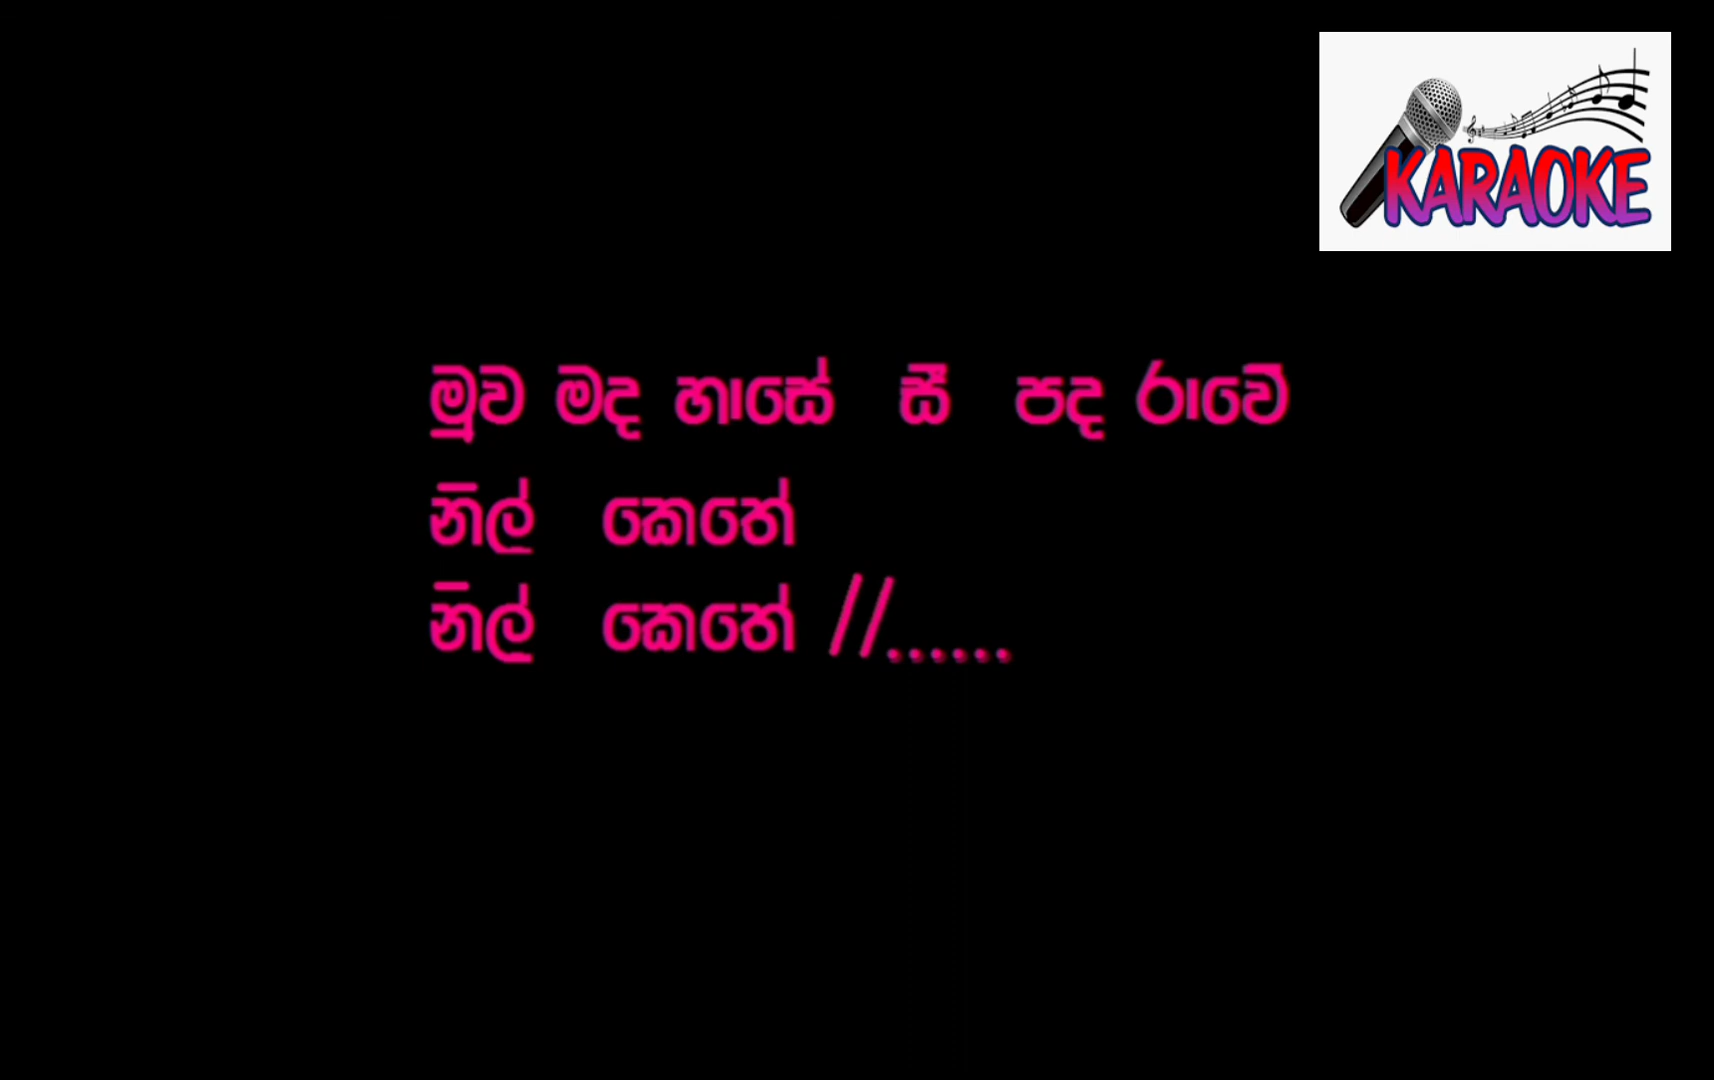 KARAOKE
මූව මද හාසේ සී පද රාවේ
නිල් කෙතේ
නිල් කෙතේ //......